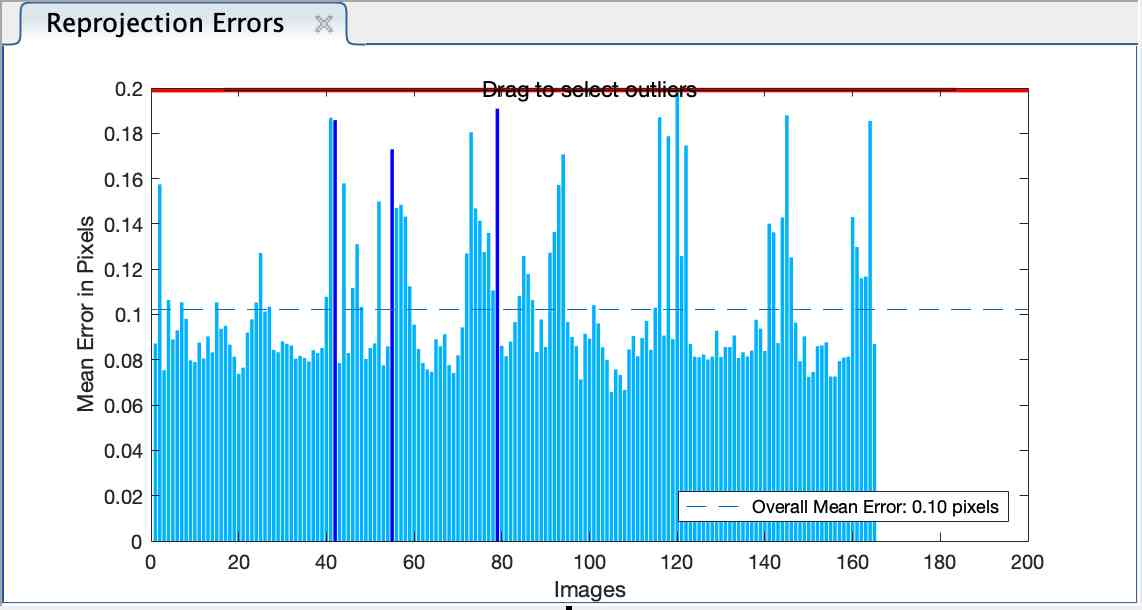 Reprojection Errors
Drag to select outliers
0.2
0.18
0.16
0.14
0.12
0.1
0.08
0.06
0.04
0.02
0
Mean Error in Pixels
Overall Mean Error: 0.10 pixels
0 20 40 60 80 100 120 140 160 180 200
Images